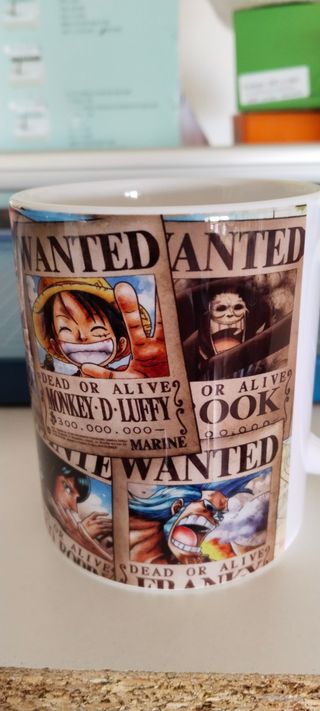 WANTED
DEAD OR ALIVE
MONKEY·D·LUFFY
฿300.000.000—
MARINE
WANTED
OR ALIVE
OOK
WANTED
DEAD OR ALIVE
FRANKY
OR ALIVE